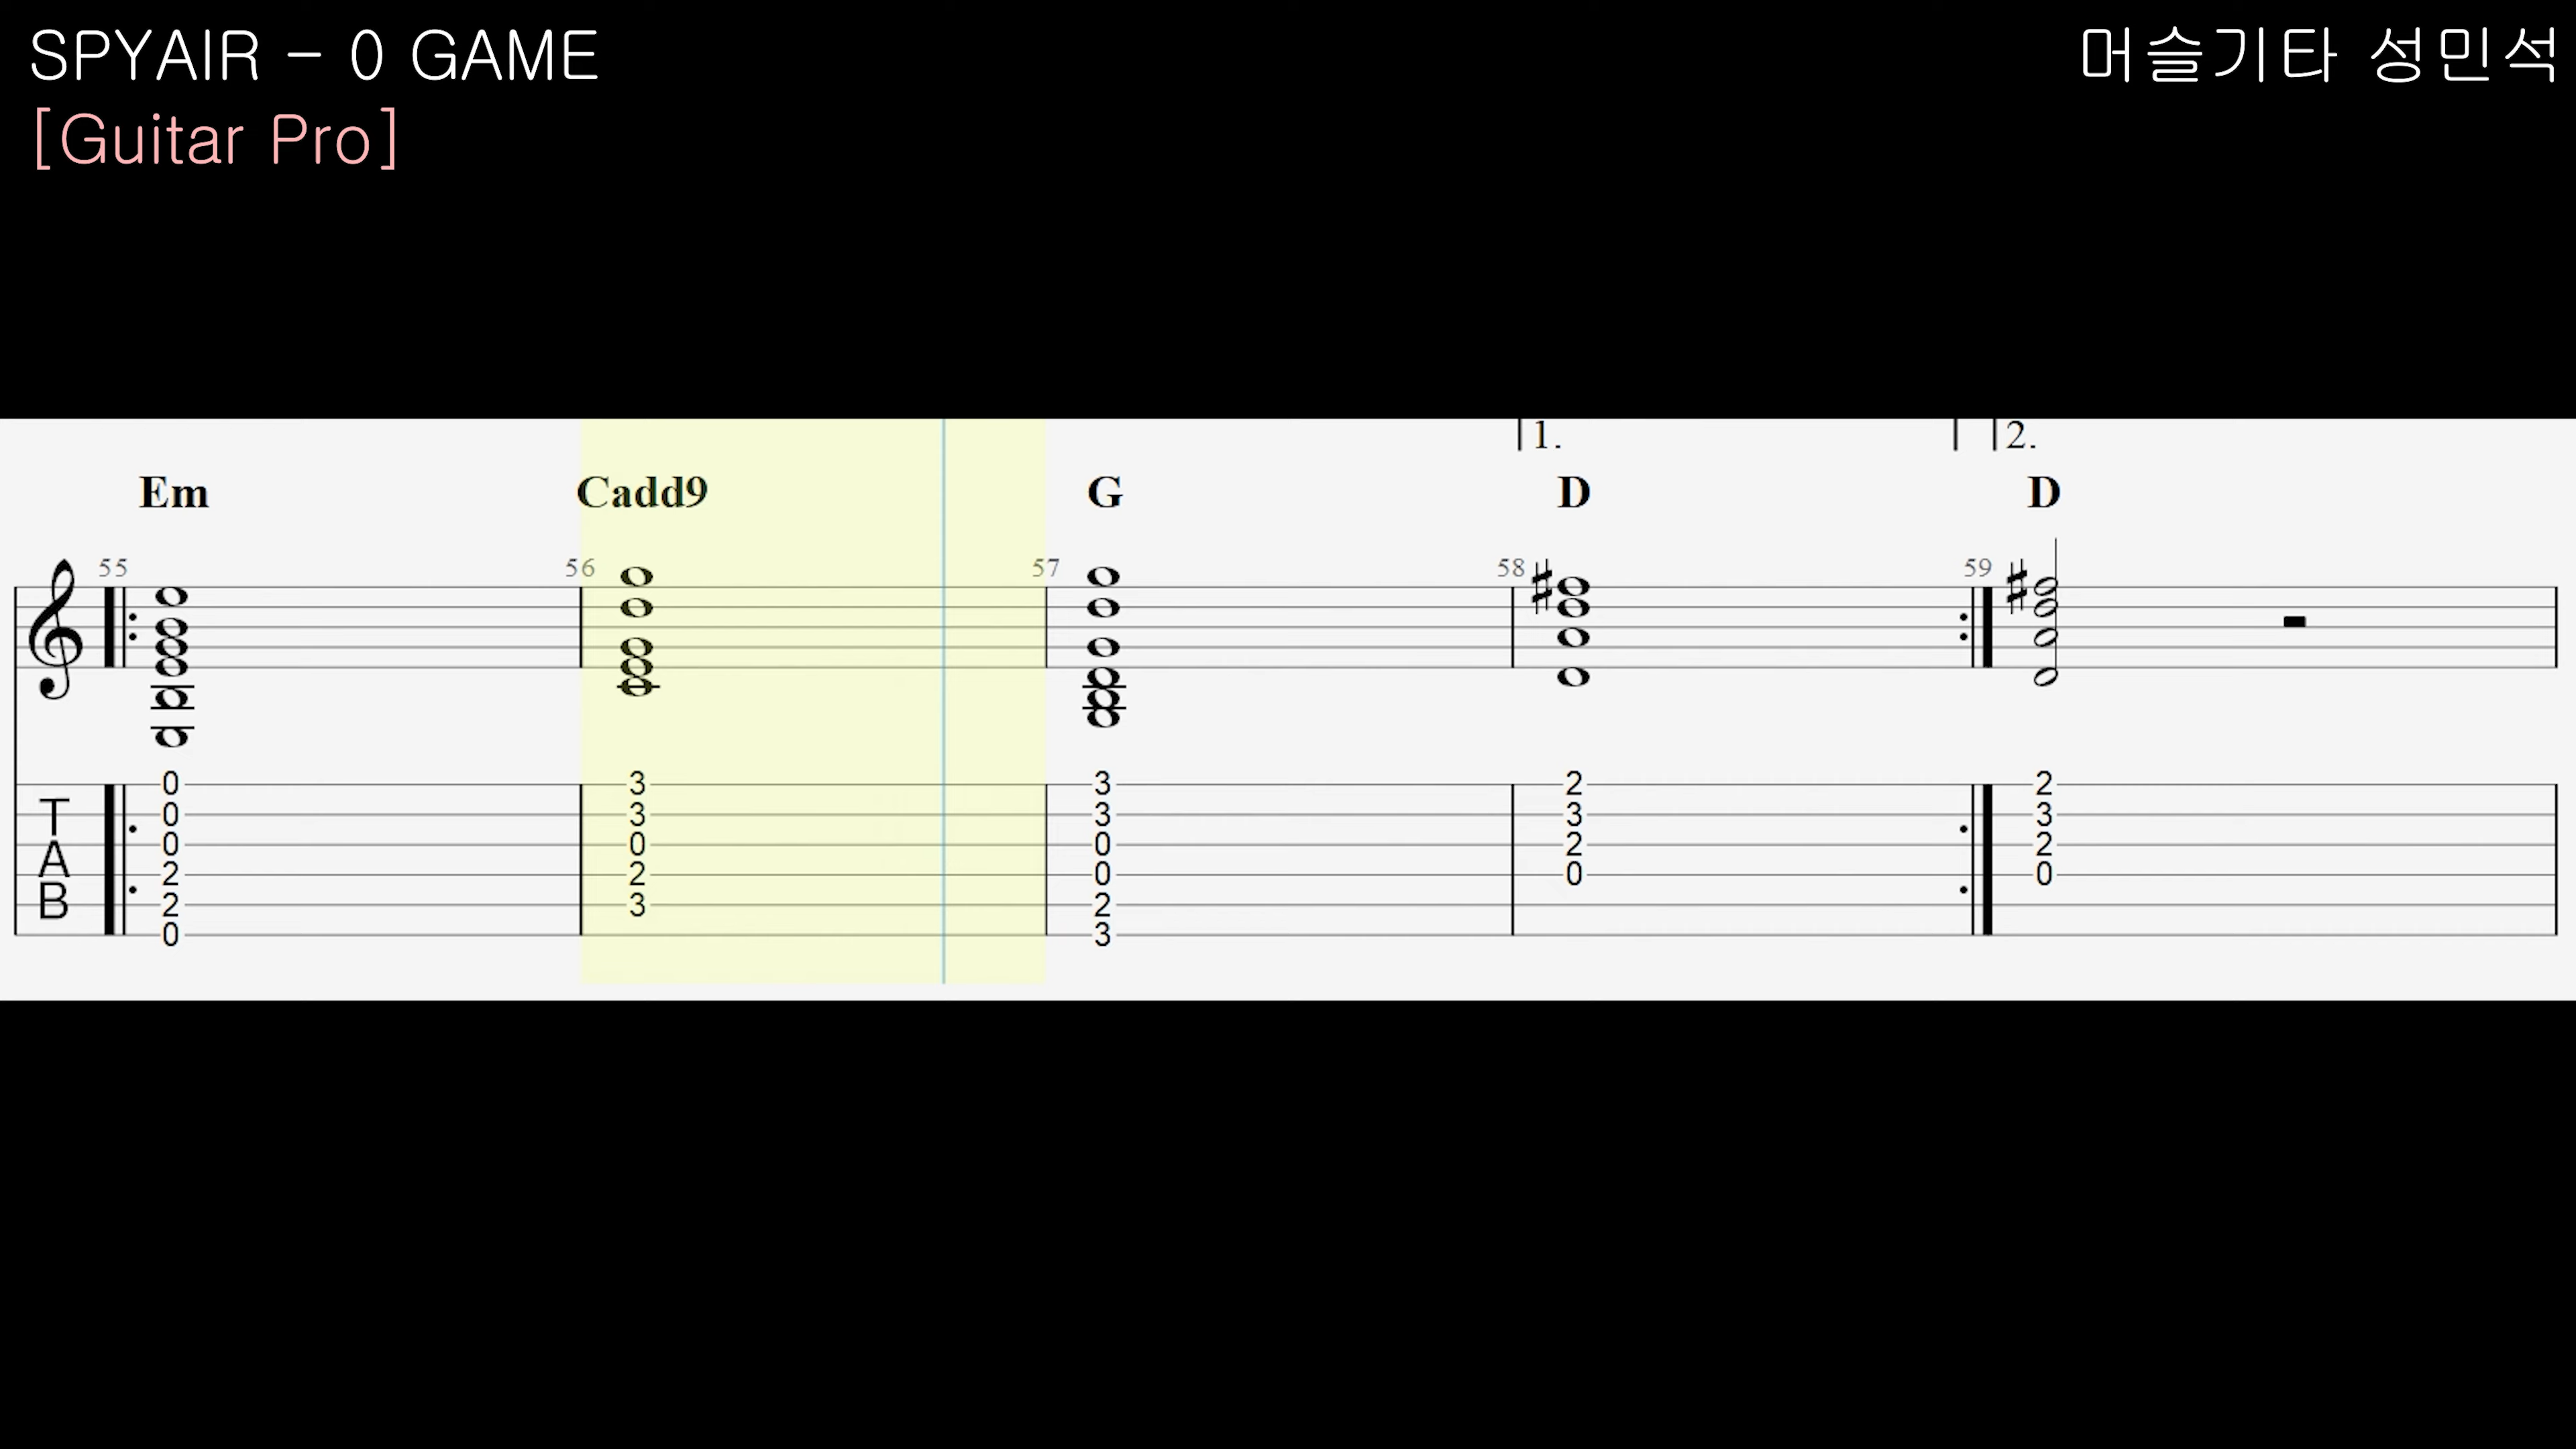 SPYAIR - 0 GAME
머슬기타 성민석
[Guitar Pro]
1. 2.
Em Cadd9 G D D
55 56 57 58 59
0 3 3 2 2
T 0 3 3 3 3
0 0 0 2 2
A 2 2 0 0 0
B 2 3 2
0 3